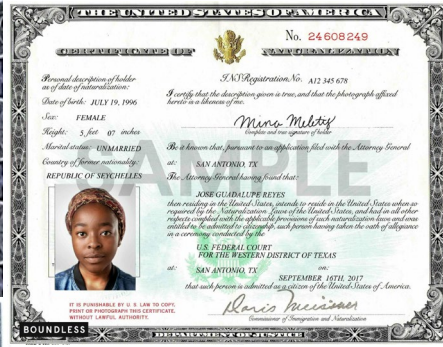 THE UNITED STATES OF AMERICA
No. 24608249
CERTIFICATE OF NATURALIZATION
Personal description of holder
as of date of naturalization:
Date of birth: JULY 19, 1996
Sex: FEMALE
Height: 5 feet 07 inches
Marital status UNMARRIED
Country of former nationality:
REPUBLIC OF SEYCHELLES
INS Registration No. A12 345 678
I certify that the description given is true, and that the photograph affixed
hereto is a likeness of me.
Complete and true signature of holder
SAMPLE
Be it known that, pursuant to an application filed with the Attorney General
at: SAN ANTONIO, TX
The Attorney General having found that:
JOSE GUADALUPE REYES
then residing in the United States, intends to reside in the United States when so
required by the Naturalization Laws of the United States, and had in all other
respects complied with the applicable provisions of such naturalization laws and was
entitled to be admitted to citizenship, such person having taken the oath of allegiance
in a ceremony conducted by the
U.S. FEDERAL COURT
FOR THE WESTERN DISTRICT OF TEXAS
at: SAN ANTONIO, TX on:
SEPTEMBER 16TH, 2017
that such person is admitted as a citizen of the United States of America.
Doris Meissner
Commissioner of Immigration and Naturalization
IT IS PUNISHABLE BY U. S. LAW TO COPY,
PRINT OR PHOTOGRAPH THIS CERTIFICATE,
WITHOUT LAWFUL AUTHORITY.
BOUNDLESS
DEPARTMENT OF JUSTICE